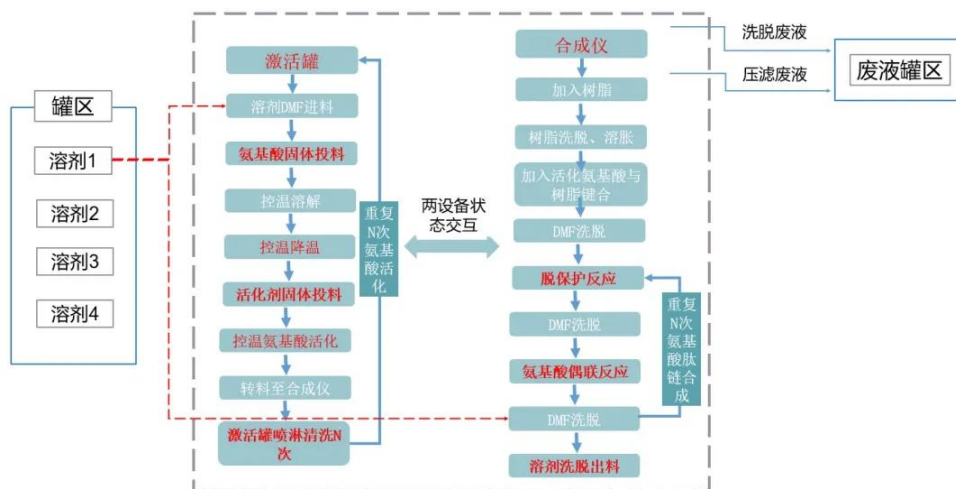 罐区
溶剂1
溶剂2
溶剂3
溶剂4
激活罐
溶剂DMF进料
氨基酸固体投料
控温溶解
控温降温
活化剂固体投料
控温氨基酸活化
转料至合成仪
激活罐喷淋清洗N
次
重复
N次
氨基
酸活
化
两设备状
态交互
合成仪
加入树脂
树脂洗脱、溶胀
加入活化氨基酸与
树脂键合
DMF洗脱
脱保护反应
DMF洗脱
氨基酸偶联反应
DMF洗脱
溶剂洗脱出料
重复
N次
氨基
酸肽
链合
成
洗脱废液
压滤废液
废液罐区